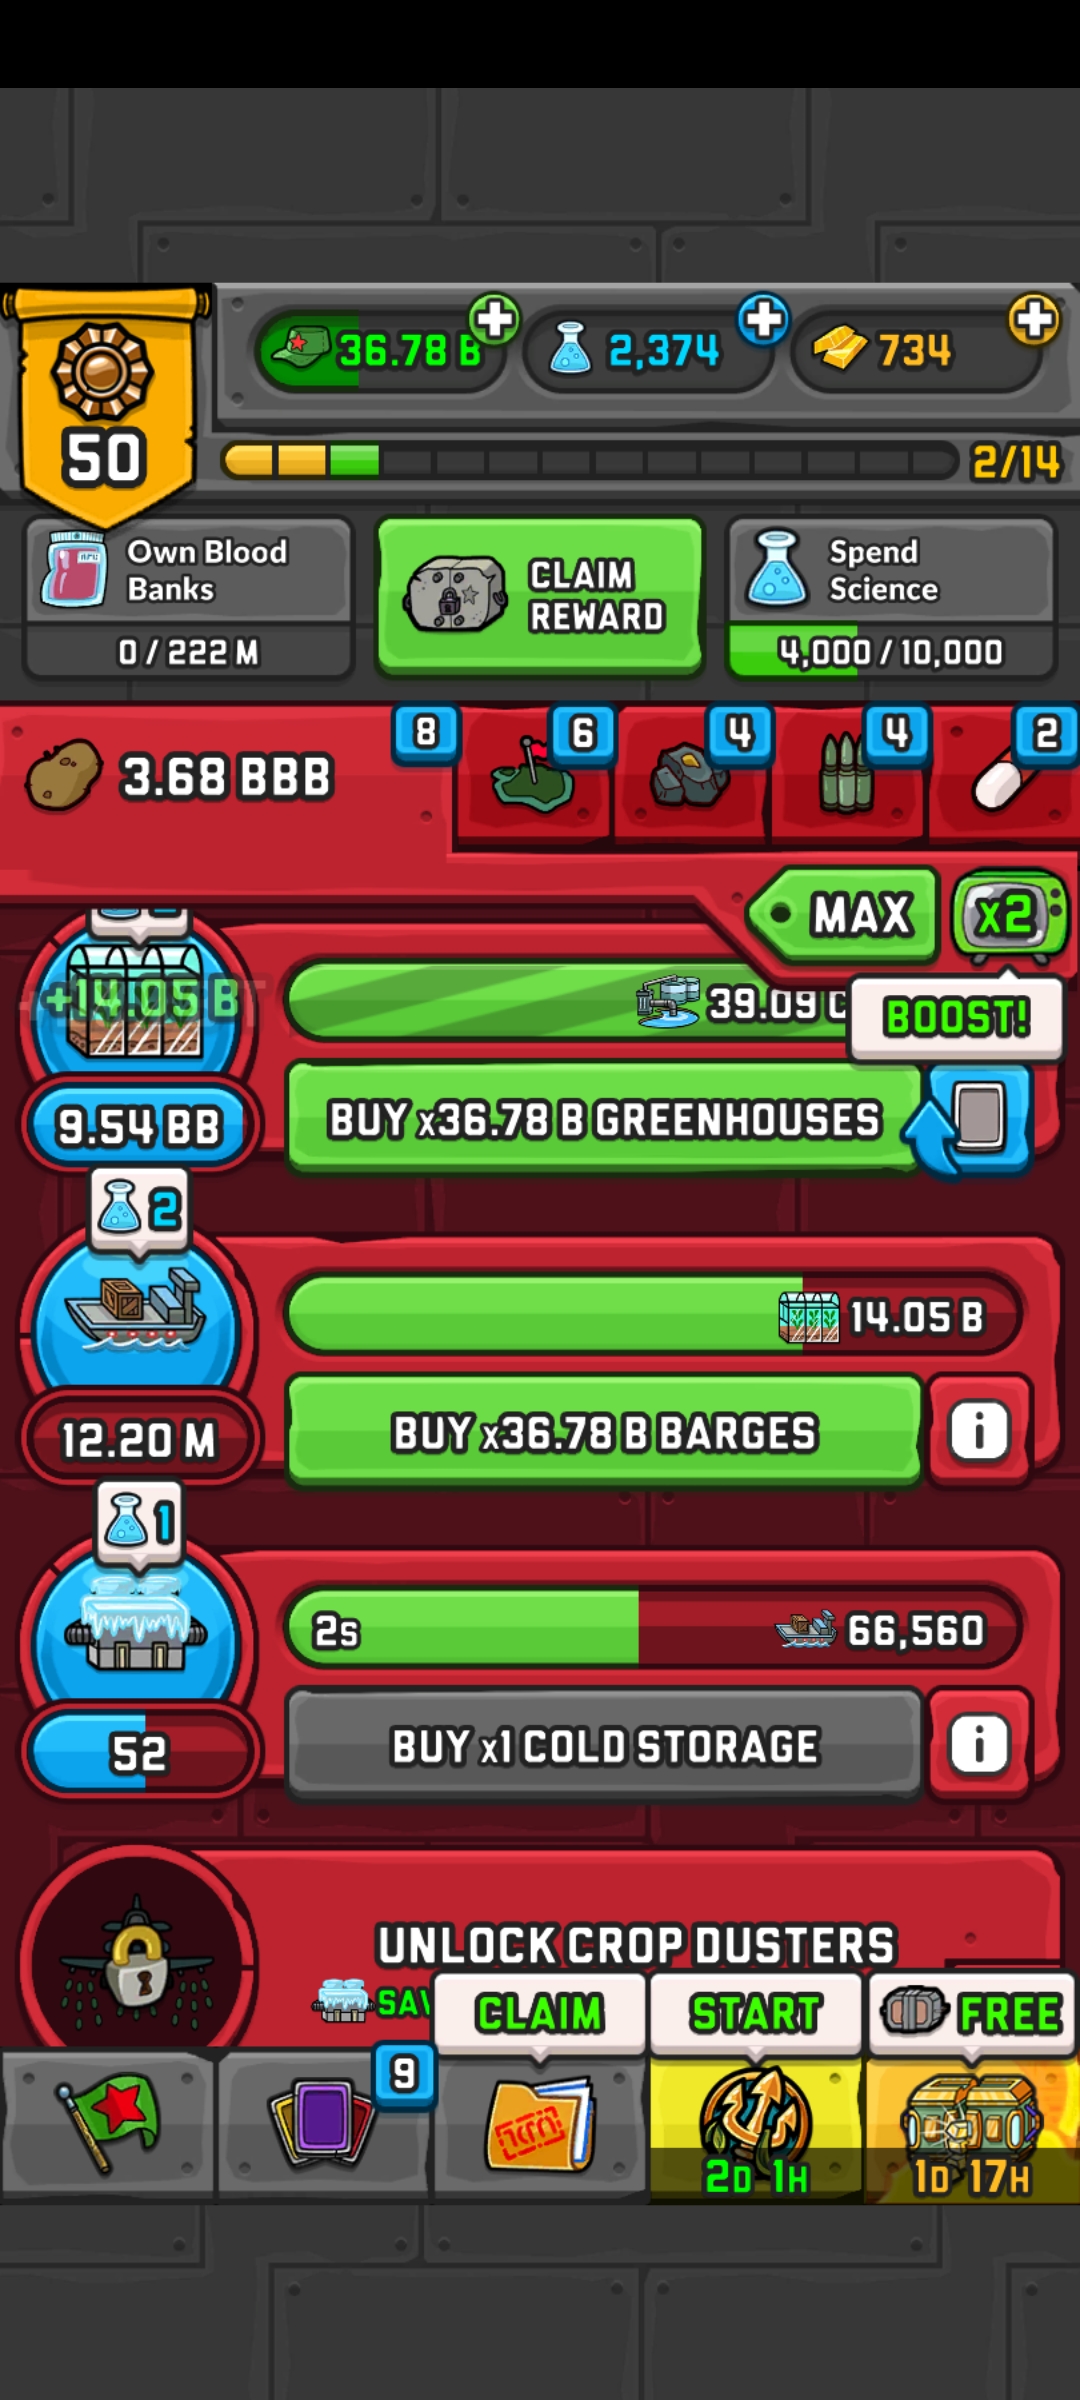 36.78 B
2,374
734
50
2/14
Own Blood
Banks
0 / 222 M
CLAIM
REWARD
Spend
Science
4,000 / 10,000
3.68 BBB
8
6
4
4
2
MAX
x2
BOOST!
+14.05 B
39.09
9.54 BB
BUY x36.78 B GREENHOUSES
2
14.05 B
12.20 M
BUY x36.78 B BARGES
i
1
2s
66,560
52
BUY x1 COLD STORAGE
i
UNLOCK CROP DUSTERS
CLAIM
START
FREE
9
2D 1H
1D 17H